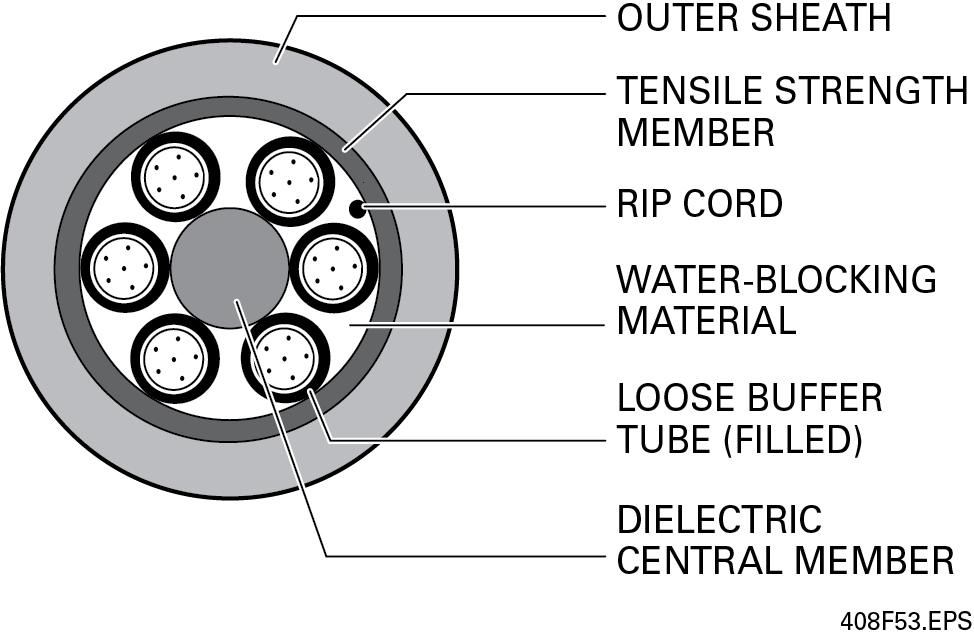 OUTER SHEATH
TENSILE STRENGTH
MEMBER
RIP CORD
WATER-BLOCKING
MATERIAL
LOOSE BUFFER
TUBE (FILLED)
DIELECTRIC
CENTRAL MEMBER
408F53.EPS